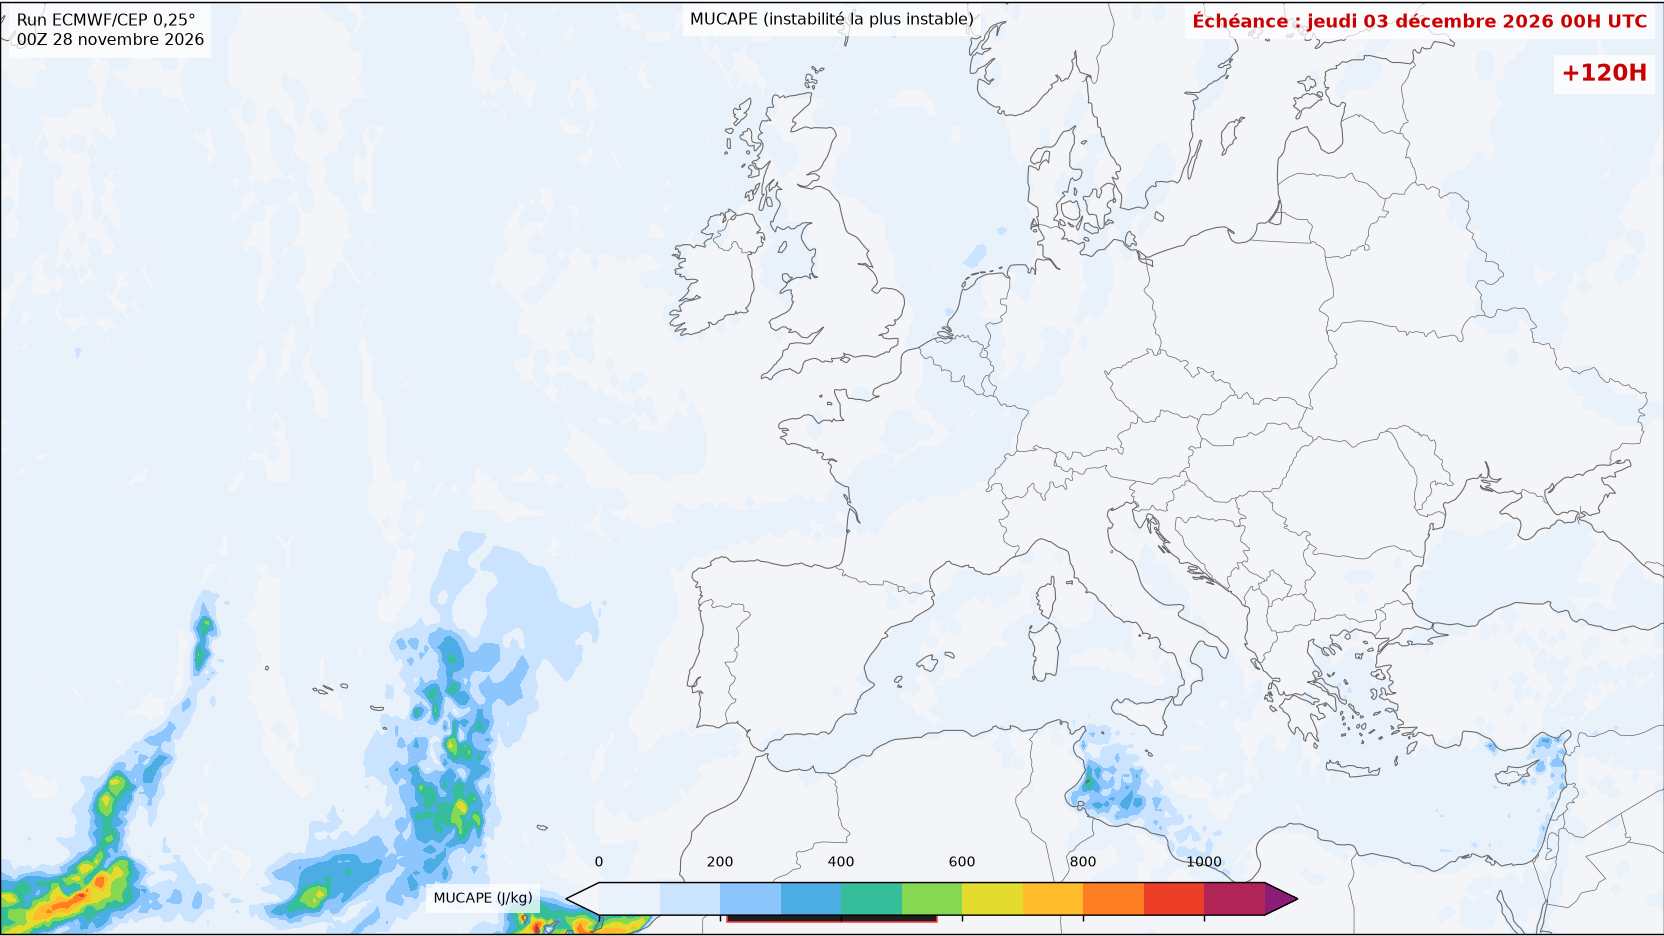 Run ECMWF/CEP 0,25°
00Z 28 novembre 2026
MUCAPE (instabilité la plus instable)
Échéance : jeudi 03 décembre 2026 00H UTC
+120H
0 200 400 600 800 1000
MUCAPE (J/kg)